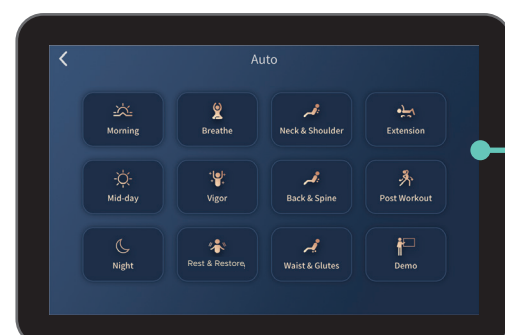 Auto
Morning
Breathe
Neck & Shoulder
Extension
Mid-day
Vigor
Back & Spine
Post Workout
Night
Rest & Restore,
Waist & Glutes
Demo